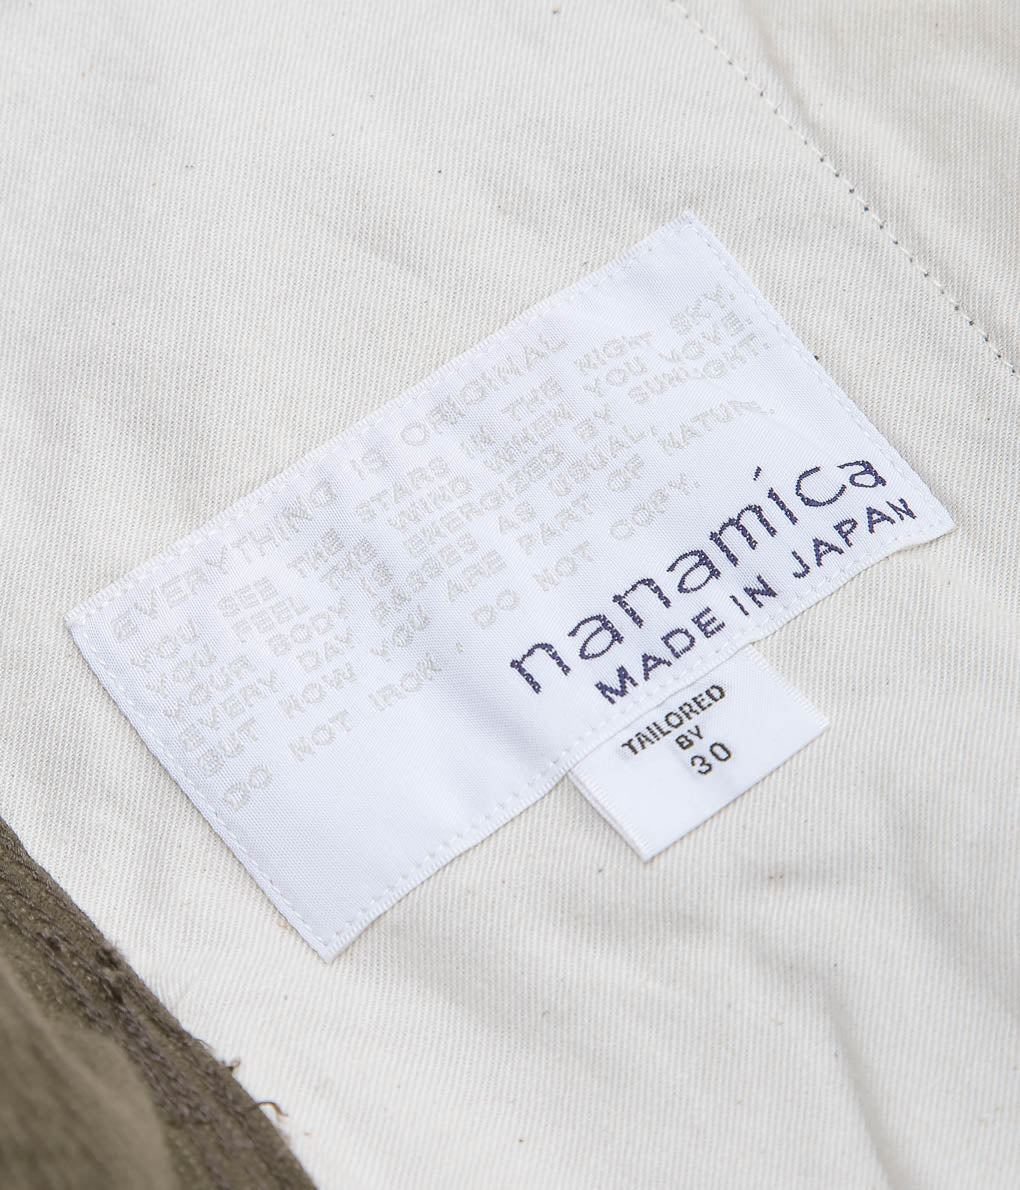 EVERYTHING IS ORIGINAL
YOU SEE THE STARS IN THE NIGHT SKY.
YOU FEEL THE WIND WHEN YOU MOVE.
YOUR BODY IS ENERGISED BY SUNLIGHT.
EVERY DAY PASSES AS USUAL,
BUT NOW YOU ARE PART OF NATURE.
DO NOT IRON, DO NOT COPY.
nanamíca
MADE IN JAPAN
TAILORED
BY
30